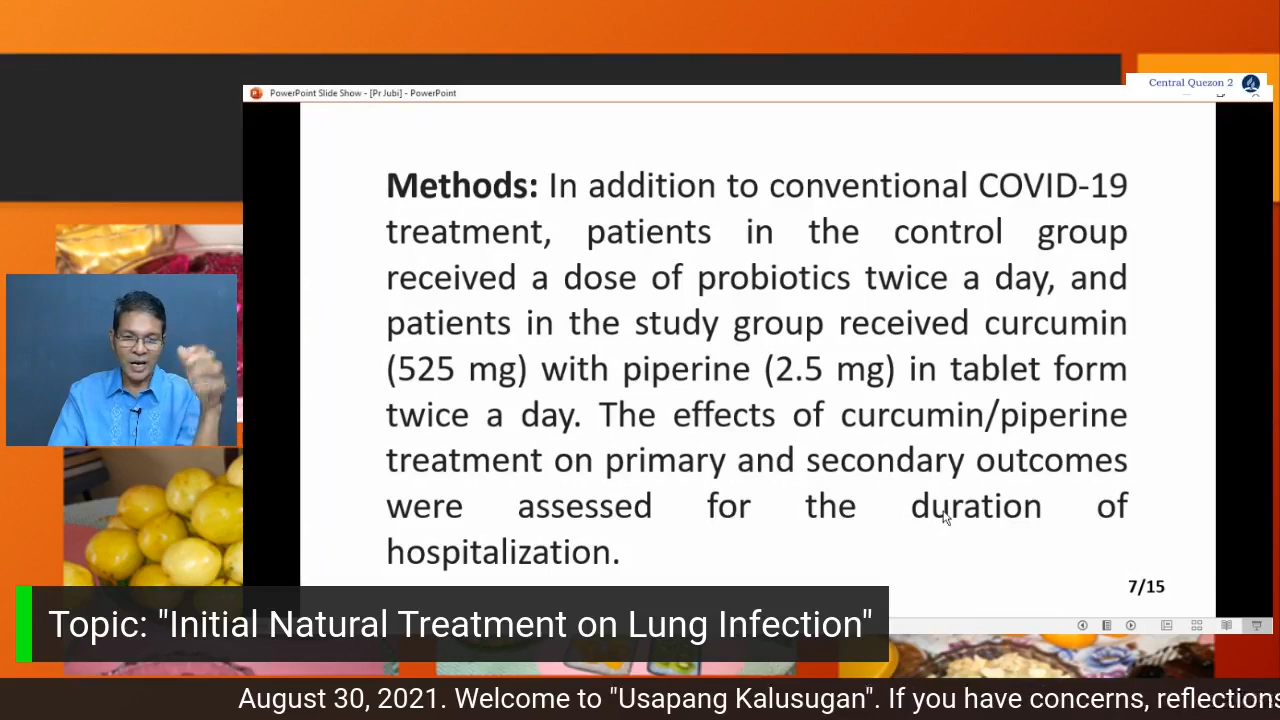 Central Quezon 2
PowerPoint Slide Show - [Pr Jubi] - PowerPoint
Methods: In addition to conventional COVID-19
treatment, patients in the control group
received a dose of probiotics twice a day, and
patients in the study group received curcumin
(525 mg) with piperine (2.5 mg) in tablet form
twice a day. The effects of curcumin/piperine
treatment on primary and secondary outcomes
were assessed for the duration of
hospitalization.
7/15
Topic: "Initial Natural Treatment on Lung Infection"
August 30, 2021. Welcome to "Usapang Kalusugan". If you have concerns, reflections